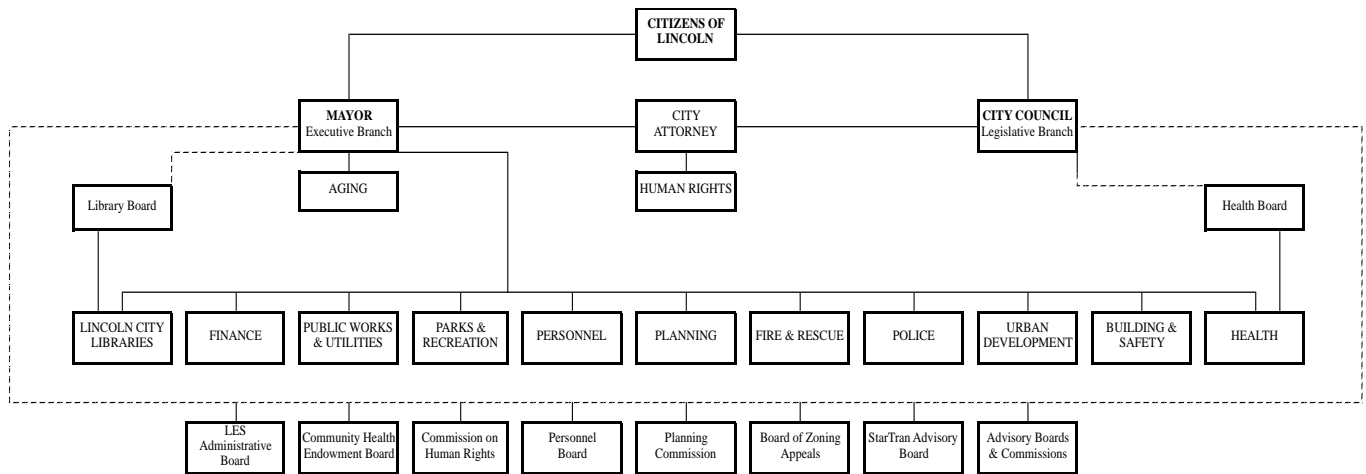 CITIZENS OF
LINCOLN
MAYOR
Executive Branch
CITY
ATTORNEY
CITY COUNCIL
Legislative Branch
AGING
HUMAN RIGHTS
Library Board
Health Board
LINCOLN CITY
LIBRARIES
FINANCE
PUBLIC WORKS
& UTILITIES
PARKS &
RECREATION
PERSONNEL
PLANNING
FIRE & RESCUE
POLICE
URBAN
DEVELOPMENT
BUILDING &
SAFETY
HEALTH
LES
Administrative
Board
Community Health
Endowment Board
Commission on
Human Rights
Personnel
Board
Planning
Commission
Board of Zoning
Appeals
StarTran Advisory
Board
Advisory Boards
& Commissions